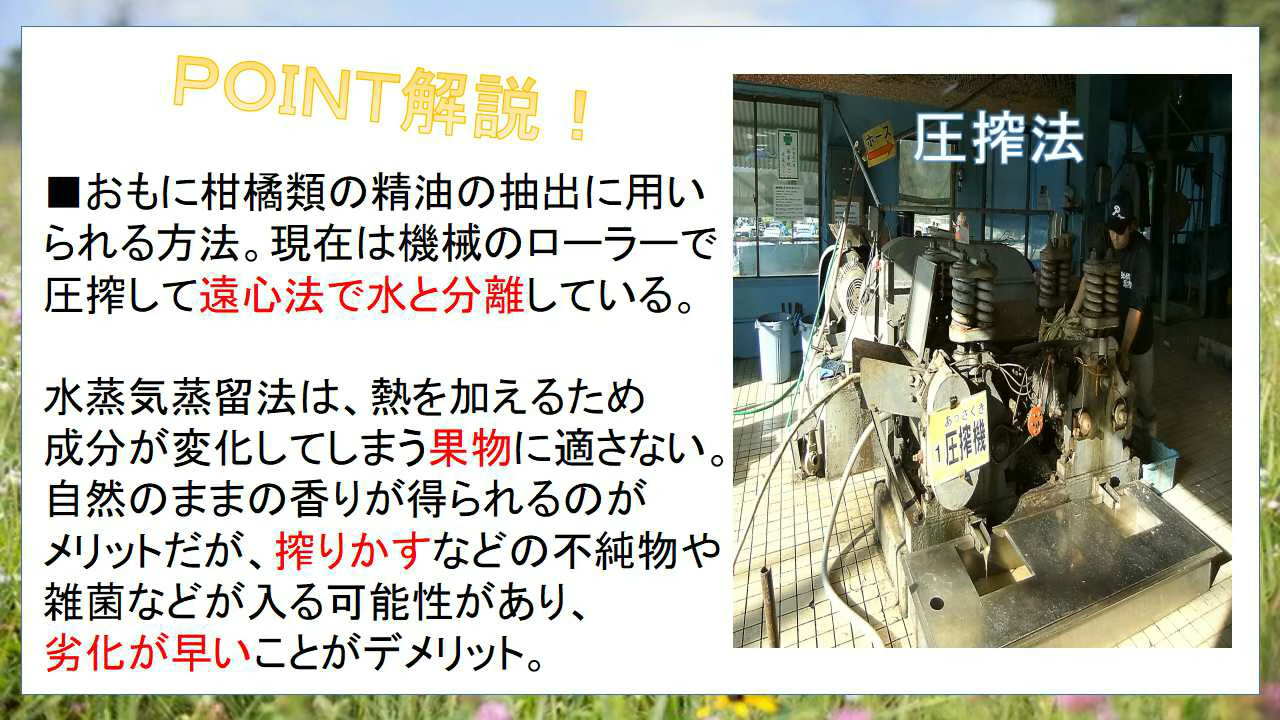 POINT解説！
■おもに柑橘類の精油の抽出に用い
られる方法。現在は機械のローラーで
圧搾して遠心法で水と分離している。
水蒸気蒸留法は、熱を加えるため
成分が変化してしまう果物に適さない。
自然のままの香りが得られるのが
メリットだが、搾りかすなどの不純物や
雑菌などが入る可能性があり、
劣化が早いことがデメリット。
圧搾法
ホース
あっさくき
1圧搾機